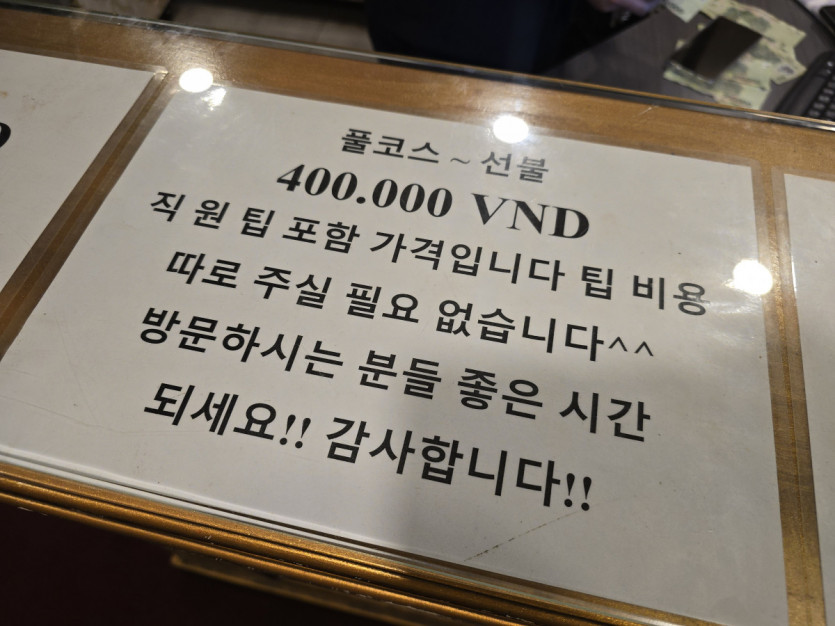 풀코스 ~ 선불
400.000 VND
직원 팁 포함 가격입니다 팁 비용
따로 주실 필요 없습니다^^
방문하시는 분들 좋은 시간
되세요!! 감사합니다!!